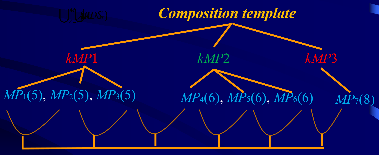 Composition template
kMP1 kMP2 kMP3
MP₁(5), MP₂(5), MP₃(5) MP₄(6), MP₅(6), MP₆(6) MP₇(8)